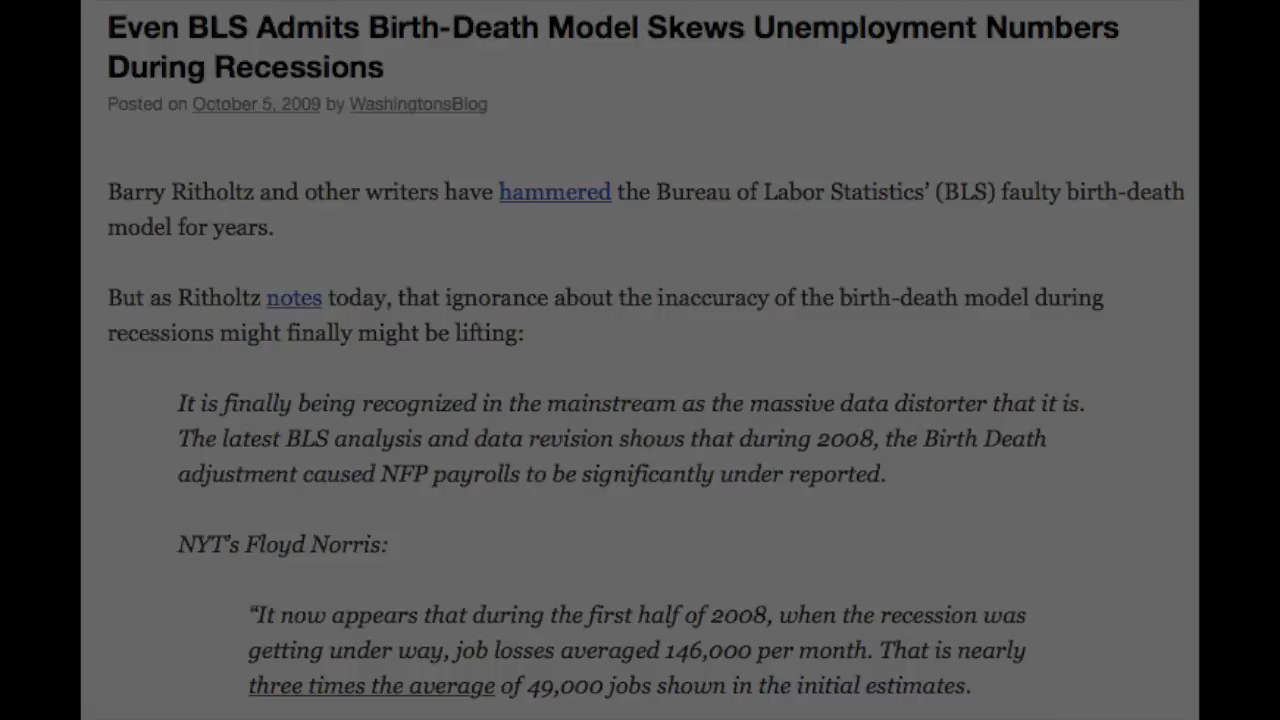 Even BLS Admits Birth-Death Model Skews Unemployment Numbers
During Recessions
Posted on October 5, 2009 by WashingtonsBlog
Barry Ritholtz and other writers have hammered the Bureau of Labor Statistics’ (BLS) faulty birth-death
model for years.
But as Ritholtz notes today, that ignorance about the inaccuracy of the birth-death model during
recessions might finally might be lifting:
It is finally being recognized in the mainstream as the massive data distorter that it is.
The latest BLS analysis and data revision shows that during 2008, the Birth Death
adjustment caused NFP payrolls to be significantly under reported.
NYT’s Floyd Norris:
“It now appears that during the first half of 2008, when the recession was
getting under way, job losses averaged 146,000 per month. That is nearly
three times the average of 49,000 jobs shown in the initial estimates.